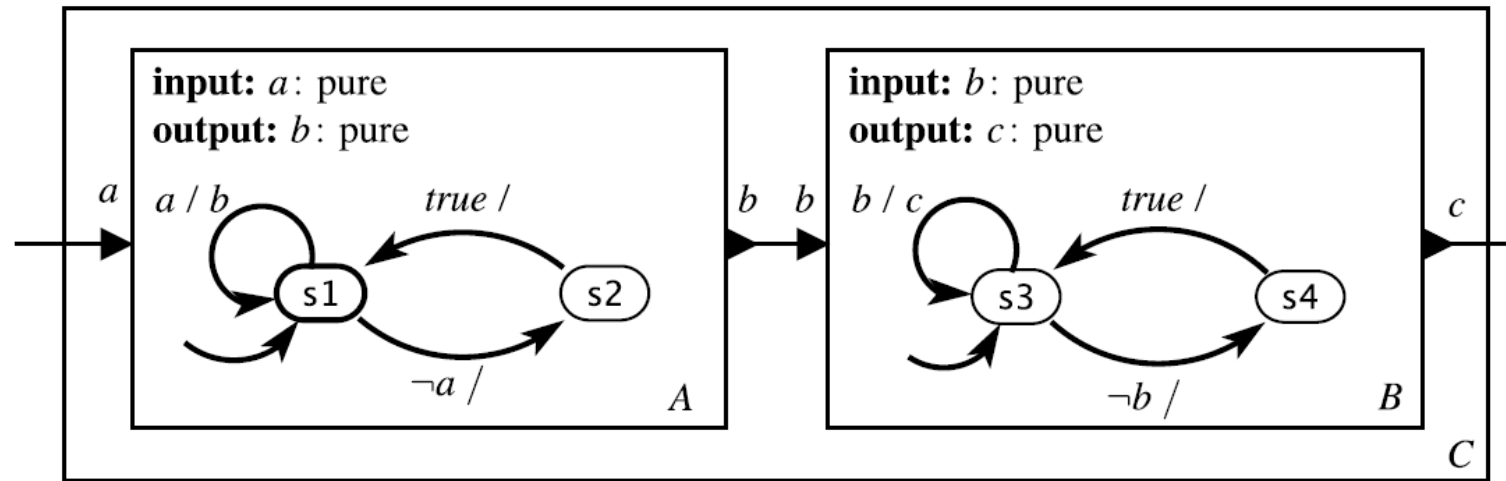 input: a: pure
output: b: pure
input: b: pure
output: c: pure
a
a / b
true /
b
b
b / c
true /
c
s1
s2
s3
s4
¬a /
A
¬b /
B
C